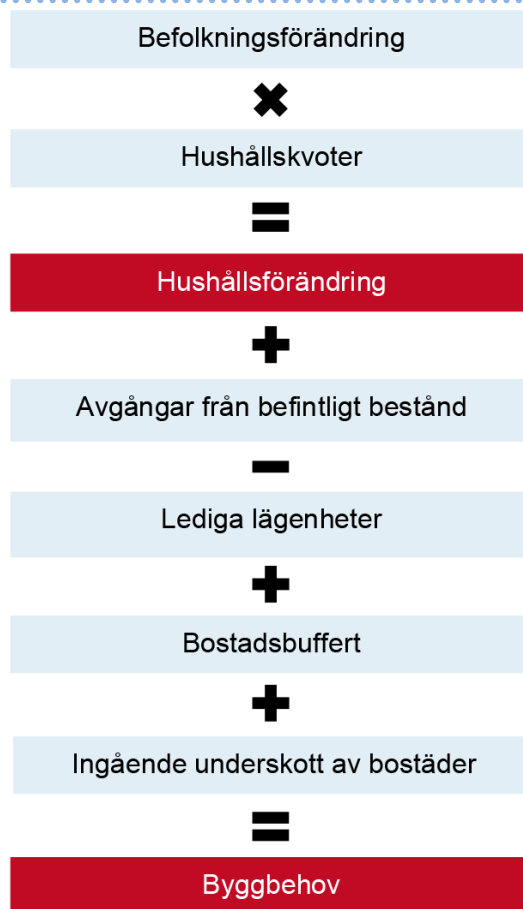 Befolkningsförändring
✖
Hushållskvoter
=
Hushållsförändring
+
Avgångar från befintligt bestånd
−
Lediga lägenheter
+
Bostadsbuffert
+
Ingående underskott av bostäder
=
Byggbehov